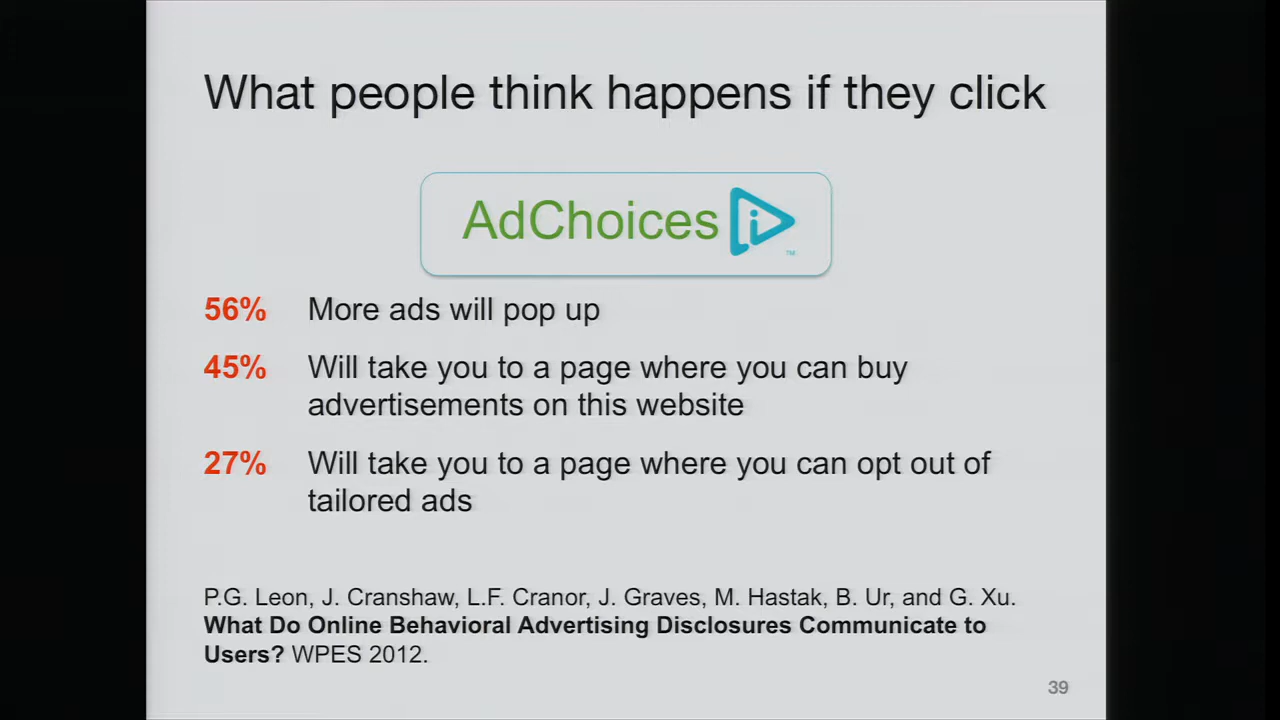 What people think happens if they click
AdChoices i
™
56% More ads will pop up
45% Will take you to a page where you can buy
advertisements on this website
27% Will take you to a page where you can opt out of
tailored ads
P.G. Leon, J. Cranshaw, L.F. Cranor, J. Graves, M. Hastak, B. Ur, and G. Xu.
What Do Online Behavioral Advertising Disclosures Communicate to
Users? WPES 2012.
39